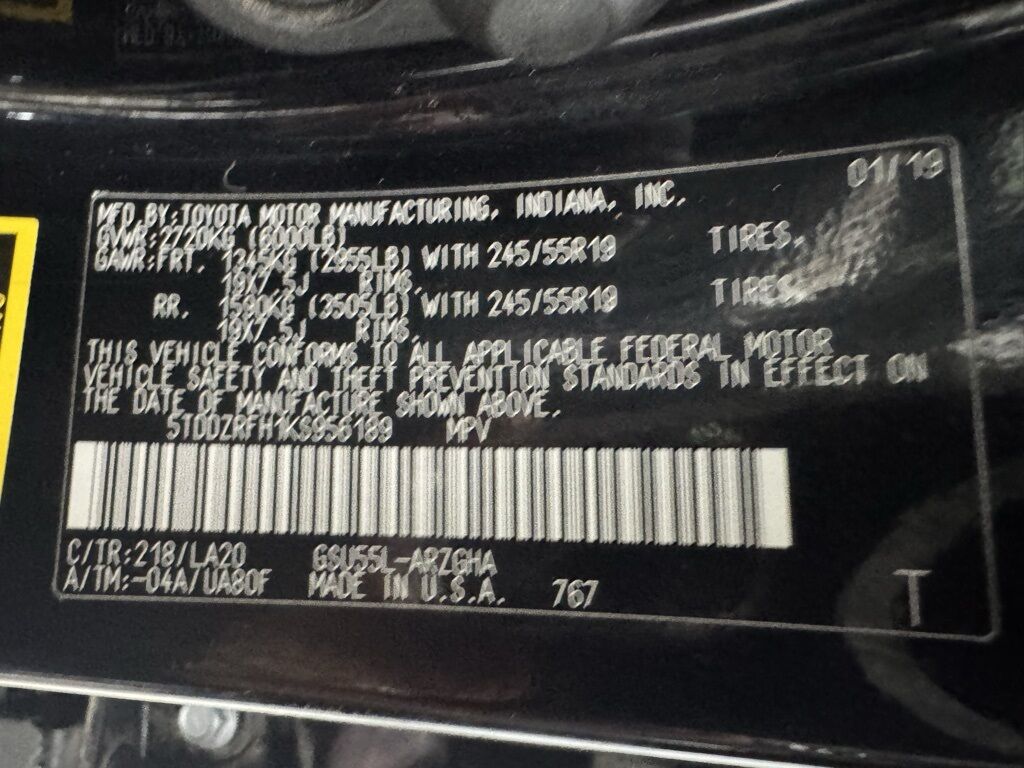 01/19
MFD.BY:TOYOTA MOTOR MANUFACTURING, INDIANA, INC.
GVWR:2720KG (6000LB)
GAWR:FRT. 1345KG (2955LB) WITH 245/55R19 TIRES,
19X7.5J RIMS,
RR. 1590KG (3505LB) WITH 245/55R19 TIRES,
19X7.5J RIMS.
THIS VEHICLE CONFORMS TO ALL APPLICABLE FEDERAL MOTOR
VEHICLE SAFETY AND THEFT PREVENTION STANDARDS IN EFFECT ON
THE DATE OF MANUFACTURE SHOWN ABOVE.
5TDDZRFH1KS956189 MPV
C/TR:218/LA20 GSU55L-ARZGHA
A/TM:-04A/UA80F MADE IN U.S.A. 767
T